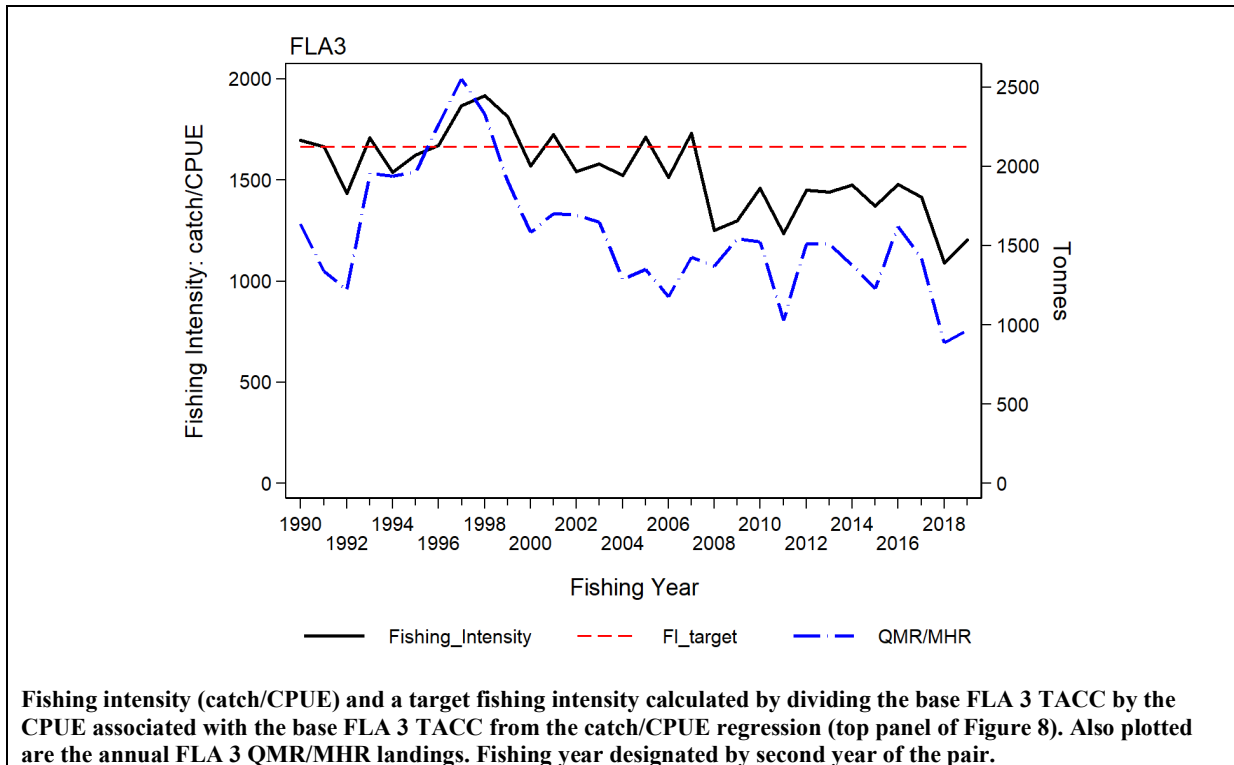 FLA3
2000
1500
1000
500
0
Fishing Intensity: catch/CPUE
2500
2000
1500
1000
500
0
Tonnes
1990 1994 1998 2002 2006 2010 2014 2018
1992 1996 2000 2004 2008 2012 2016
Fishing Year
Fishing_Intensity FI_target QMR/MHR
Fishing intensity (catch/CPUE) and a target fishing intensity calculated by dividing the base FLA 3 TACC by the
CPUE associated with the base FLA 3 TACC from the catch/CPUE regression (top panel of Figure 8). Also plotted
are the annual FLA 3 QMR/MHR landings. Fishing year designated by second year of the pair.